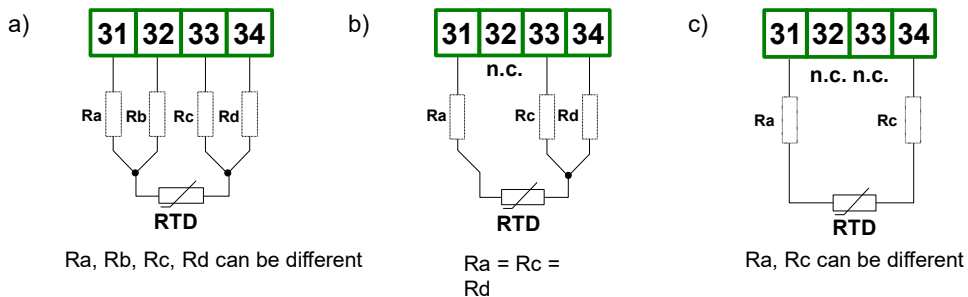 a)
31 32 33 34
Ra Rb Rc Rd
RTD
Ra, Rb, Rc, Rd can be different
b)
31 32 33 34
n.c.
Ra Rc Rd
RTD
Ra = Rc =
Rd
c)
31 32 33 34
n.c. n.c.
Ra Rc
RTD
Ra, Rc can be different